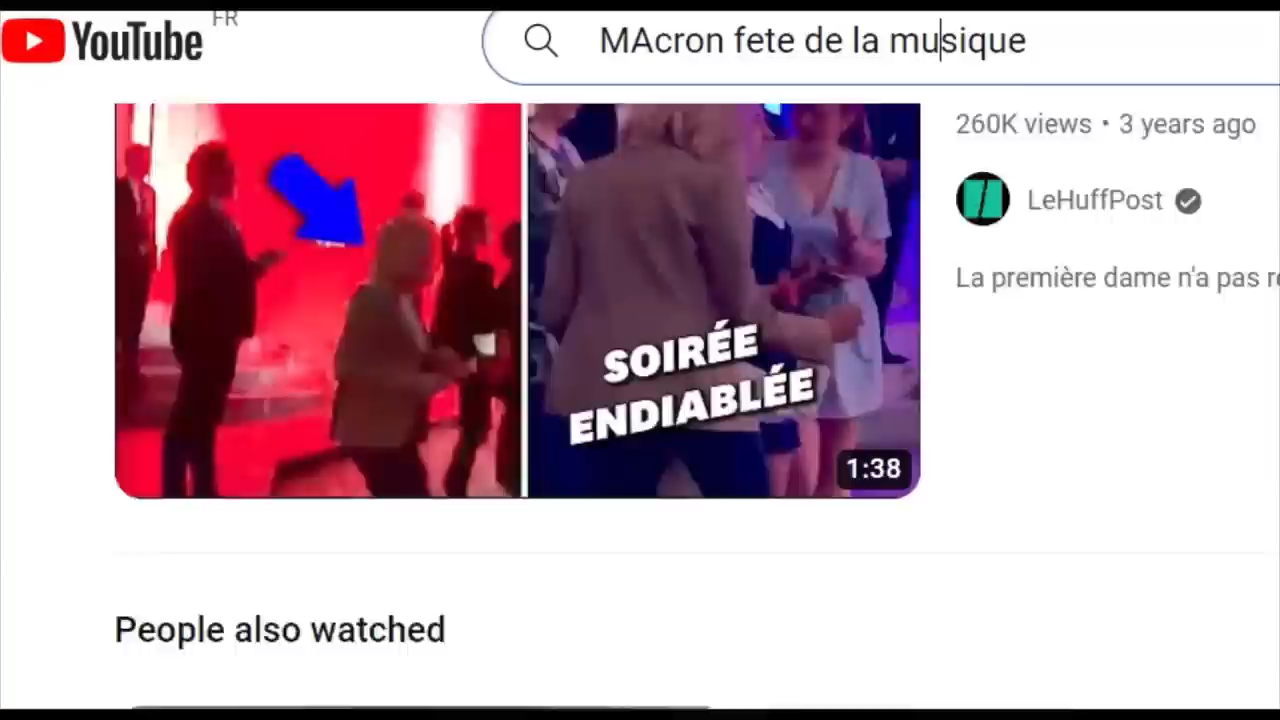 FR
YouTube
MAcron fete de la musique
260K views • 3 years ago
LeHuffPost
La première dame n'a pas
SOIRÉE
ENDIABLÉE
1:38
People also watched